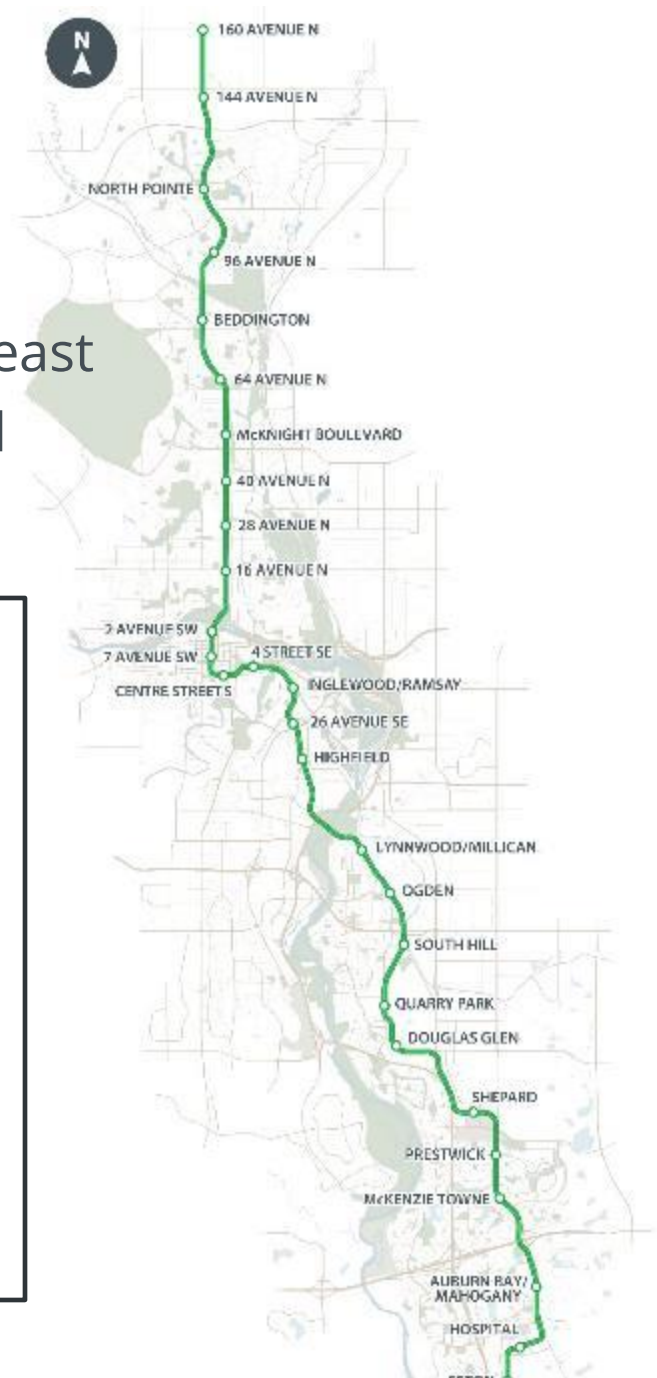 N
160 AVENUE N
144 AVENUE N
NORTH POINTE
96 AVENUE N
BEDDINGTON
east
64 AVENUE N
McKNIGHT BOULEVARD
40 AVENUE N
28 AVENUE N
16 AVENUE N
2 AVENUE SW
7 AVENUE SW
4 STREET SE
CENTRE STREET S
INGLEWOOD/RAMSAY
26 AVENUE SE
HIGHFIELD
LYNNWOOD/MILLICAN
OGDEN
SOUTH HILL
QUARRY PARK
DOUGLAS GLEN
SHEPARD
PRESTWICK
McKENZIE TOWNE
AUBURN BAY/
MAHOGANY
HOSPITAL